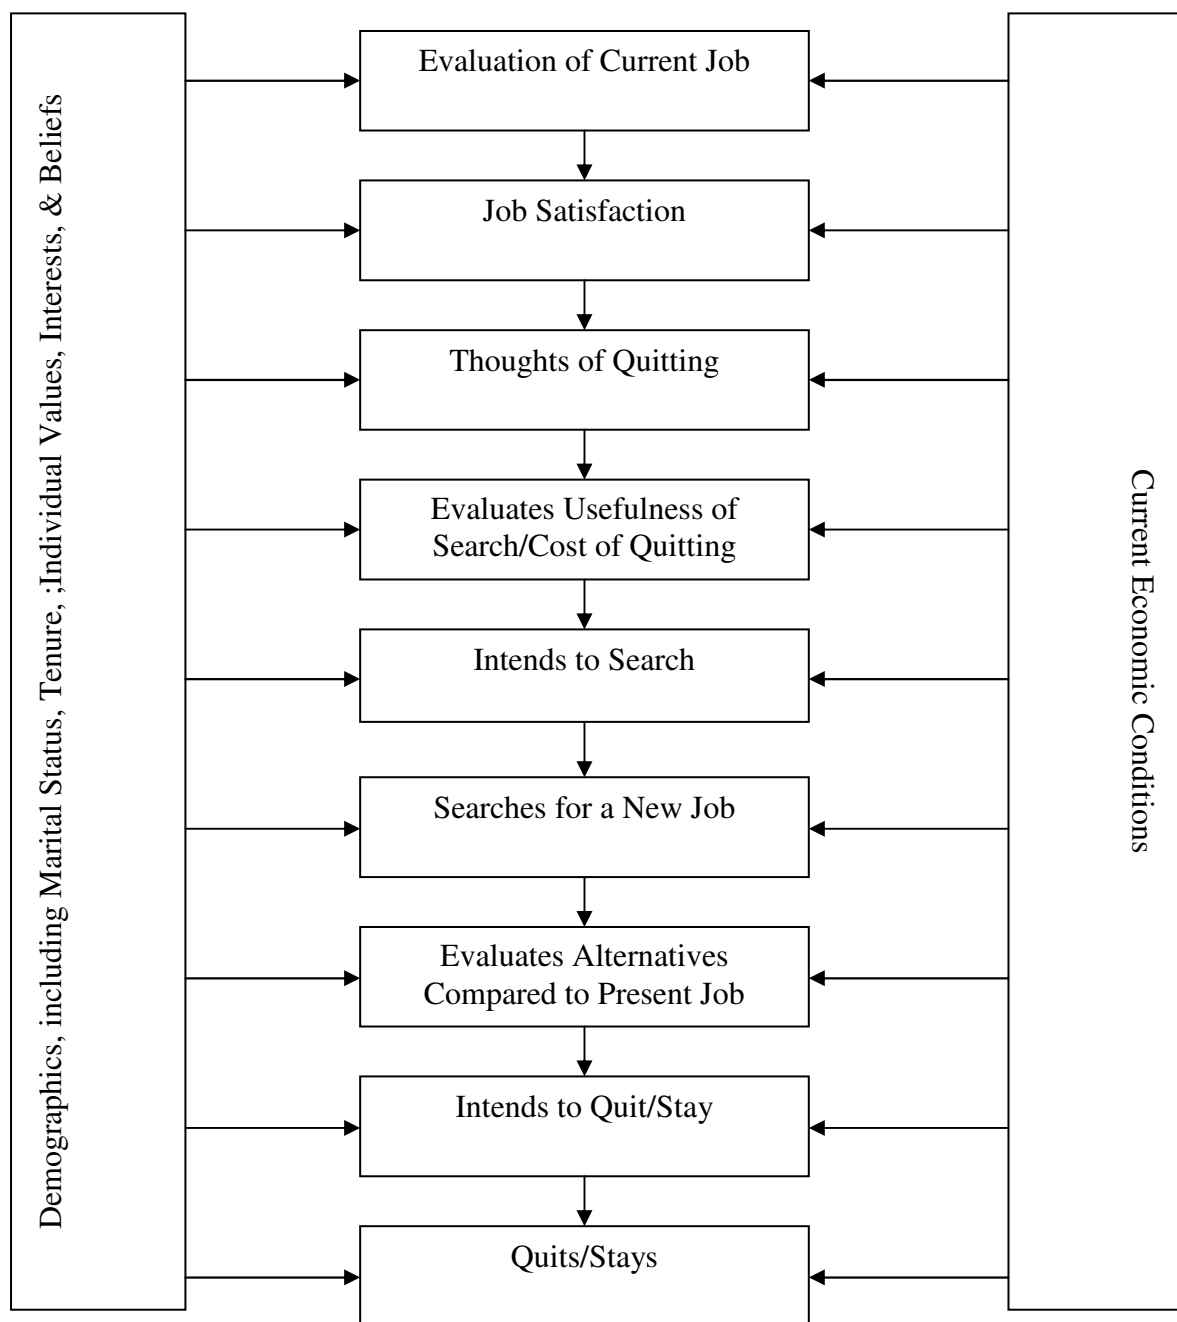 Demographics, including Marital Status, Tenure, ;Individual Values, Interests, & Beliefs
Evaluation of Current Job
Job Satisfaction
Thoughts of Quitting
Evaluates Usefulness of
Search/Cost of Quitting
Intends to Search
Searches for a New Job
Evaluates Alternatives
Compared to Present Job
Intends to Quit/Stay
Quits/Stays
Current Economic Conditions